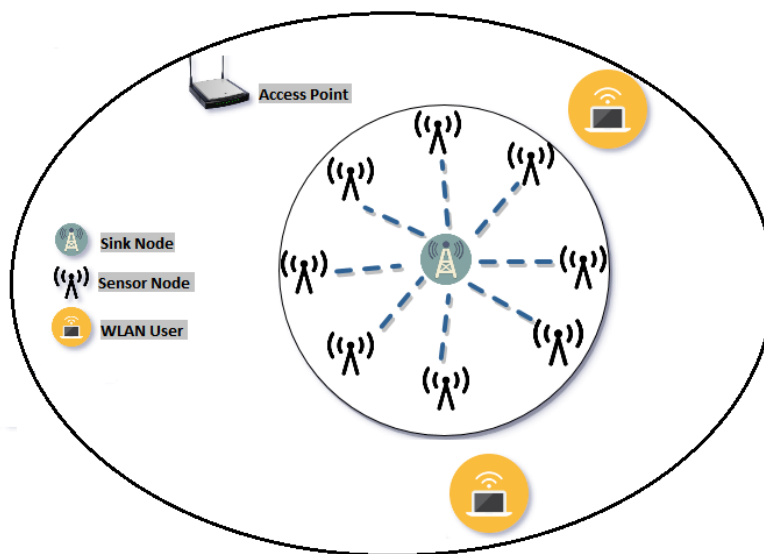 Access Point
Sink Node
Sensor Node
WLAN User